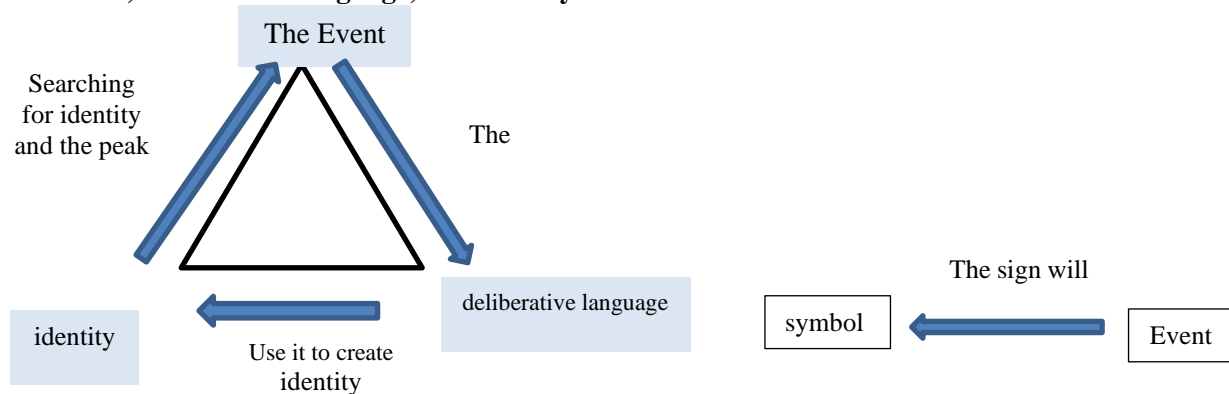 The Event
Searching
for identity
and the peak
The
deliberative language
identity
Use it to create
identity
The sign will
symbol
Event